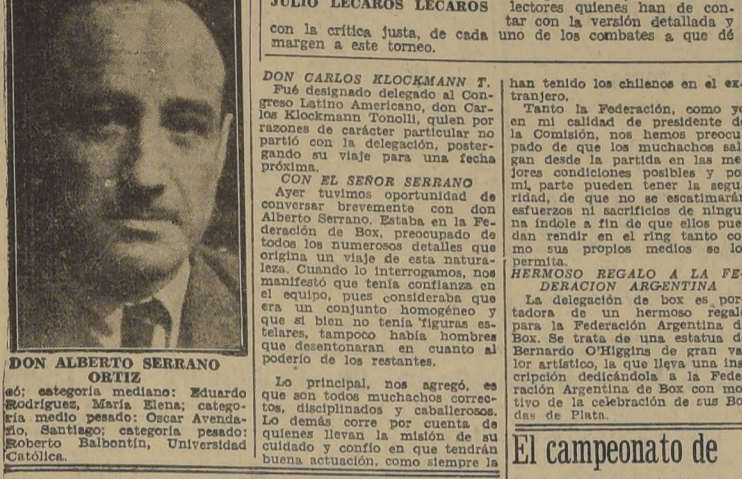 JULIO LECAROS LECAROS
con la crítica justa, de cada
margen a este torneo.
lectores quienes han de con-
tar con la versión detallada y
uno de los combates a que dé
DON ALBERTO SERRANO
ORTIZ
só; categoría mediano: Eduardo
Rodríguez, María Elena; catego-
ría medio pesado: Oscar Avenda-
ño, Santiago; categoría pesado:
Roberto Balbontín, Universidad
Católica.
DON CARLOS KLOCKMANN T.
Fué designado delegado al Con-
greso Latino Americano, don Car-
los Klockmann Tonolli, quien por
razones de carácter particular no
partió con la delegación, poster-
gando su viaje para una fecha
próxima.
CON EL SEÑOR SERRANO
Ayer tuvimos oportunidad de
conversar brevemente con don
Alberto Serrano. Estaba en la Fe-
deración de Box, preocupado de
todos los numerosos detalles que
origina un viaje de esta natura-
leza. Cuando lo interrogamos, nos
manifestó que tenía confianza en
el equipo, pues consideraba que
era un conjunto homogéneo y
que si bien no tenía figuras es-
telares, tampoco había hombres
que desentonaran en cuanto al
poderío de los restantes.
Lo principal, nos agregó, es
que son todos muchachos correc-
tos, disciplinados y caballerosos.
Lo demás corre por cuenta de
quienes llevan la misión de su
cuidado y confío en que tendrán
buena actuación, como siempre la
han tenido los chilenos en el ex-
tranjero.
Tanto la Federación, como yo
en mi calidad de presidente de
la Comisión, nos hemos preocu
pado de que los muchachos sal
gan desde la partida en las me
jores condiciones posibles y por
mi parte pueden tener la segu
ridad, de que no se escatimarán
esfuerzos ni sacrificios de ningu
na índole a fin de que ellos pue
dan rendir en el ring tanto co
mo sus propios medios se lo
permita.
HERMOSO REGALO A LA FE-
DERACION ARGENTINA
La delegación de box es por
tadora de un hermoso regalo
para la Federación Argentina d
Box. Se trata de una estatua d
Bernardo O'Higgins de gran va
lor artístico, la que lleva una ins
cripción dedicándola a la Fede
ración Argentina de Box con mo
tivo de la celebración de sus Bo
das de Plata.
El campeonato de